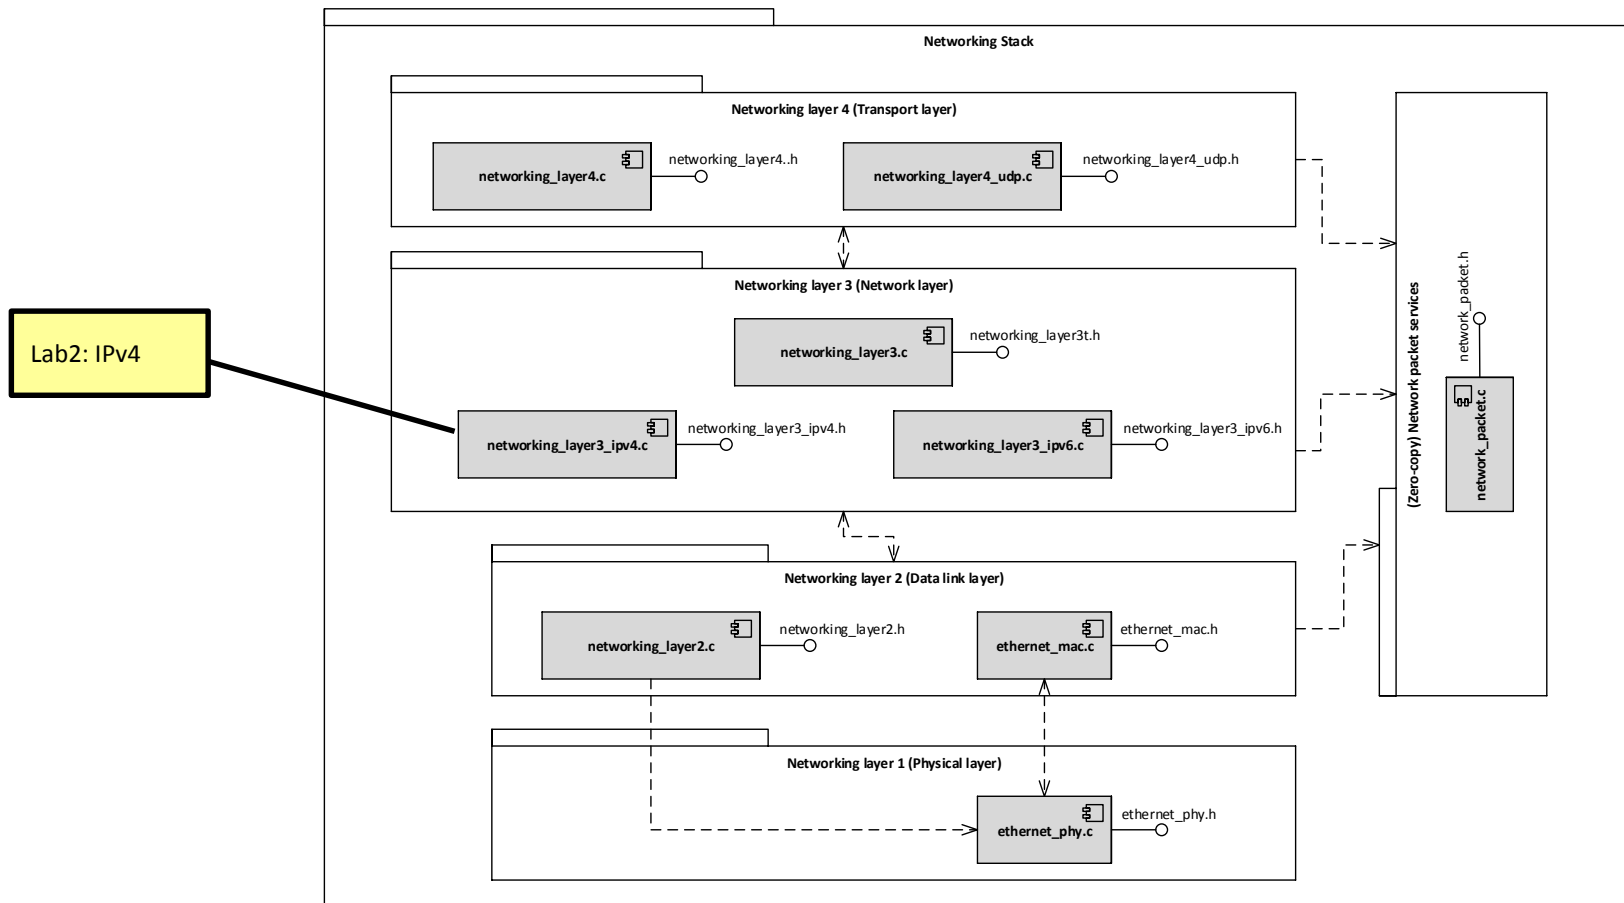 Networking Stack
Networking layer 4 (Transport layer)
networking_layer4.c
networking_layer4..h
networking_layer4_udp.c
networking_layer4_udp.h
Networking layer 3 (Network layer)
networking_layer3.c
networking_layer3t.h
Lab2: IPv4
networking_layer3_ipv4.c
networking_layer3_ipv4.h
networking_layer3_ipv6.c
networking_layer3_ipv6.h
Networking layer 2 (Data link layer)
networking_layer2.c
networking_layer2.h
ethernet_mac.c
ethernet_mac.h
Networking layer 1 (Physical layer)
ethernet_phy.c
ethernet_phy.h
(Zero-copy) Network packet services
network_packet.h
network_packet.c